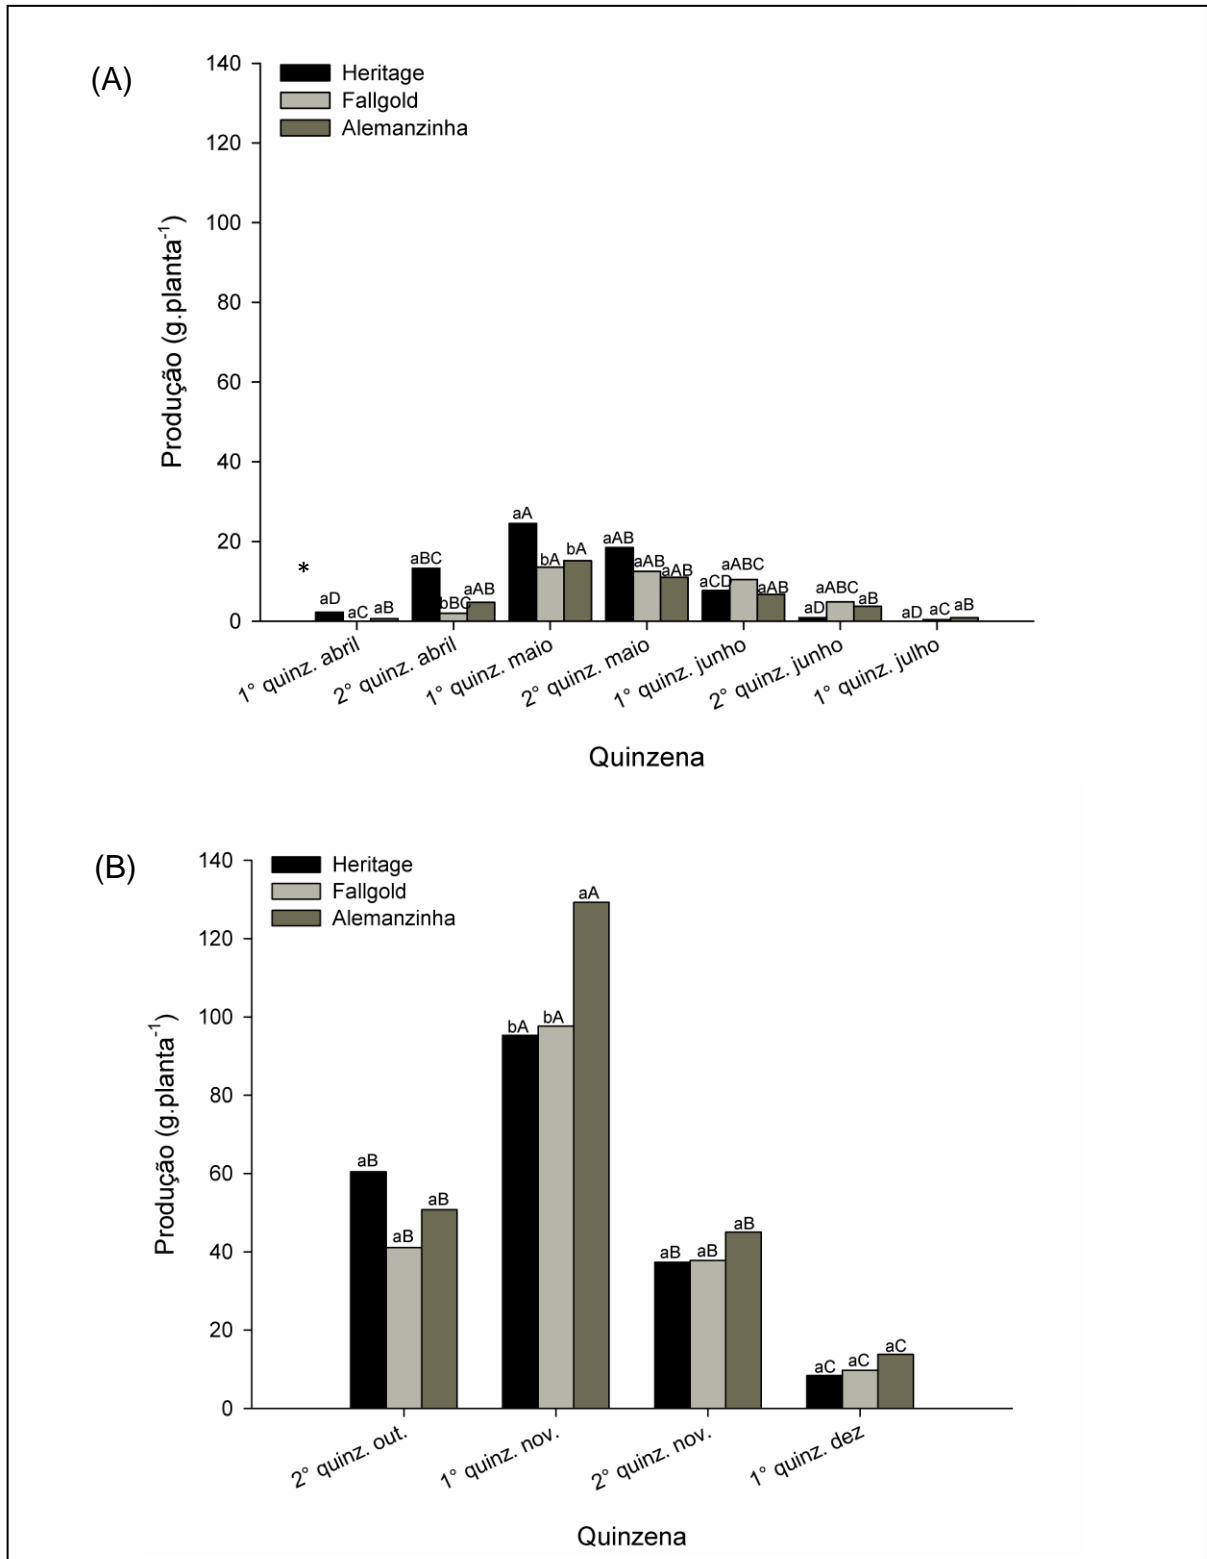 (A)
Heritage
Fallgold
Alemanzinha
140
120
100
80
60
40
20
0
Produção (g.planta-1)
*
aD aC aB
aBC bBC aAB
aA bA bA
aAB aAB aAB
aCD aABC aAB
aD aABC aB
aD aC aB
1° quinz. abril
2° quinz. abril
1° quinz. maio
2° quinz. maio
1° quinz. junho
2° quinz. junho
1° quinz. julho
Quinzena
(B)
Heritage
Fallgold
Alemanzinha
140
120
100
80
60
40
20
0
Produção (g.planta-1)
aB aB aB
bA bA aA
aB aB aB
aC aC aC
2° quinz. out.
1° quinz. nov.
2° quinz. nov.
1° quinz. dez
Quinzena